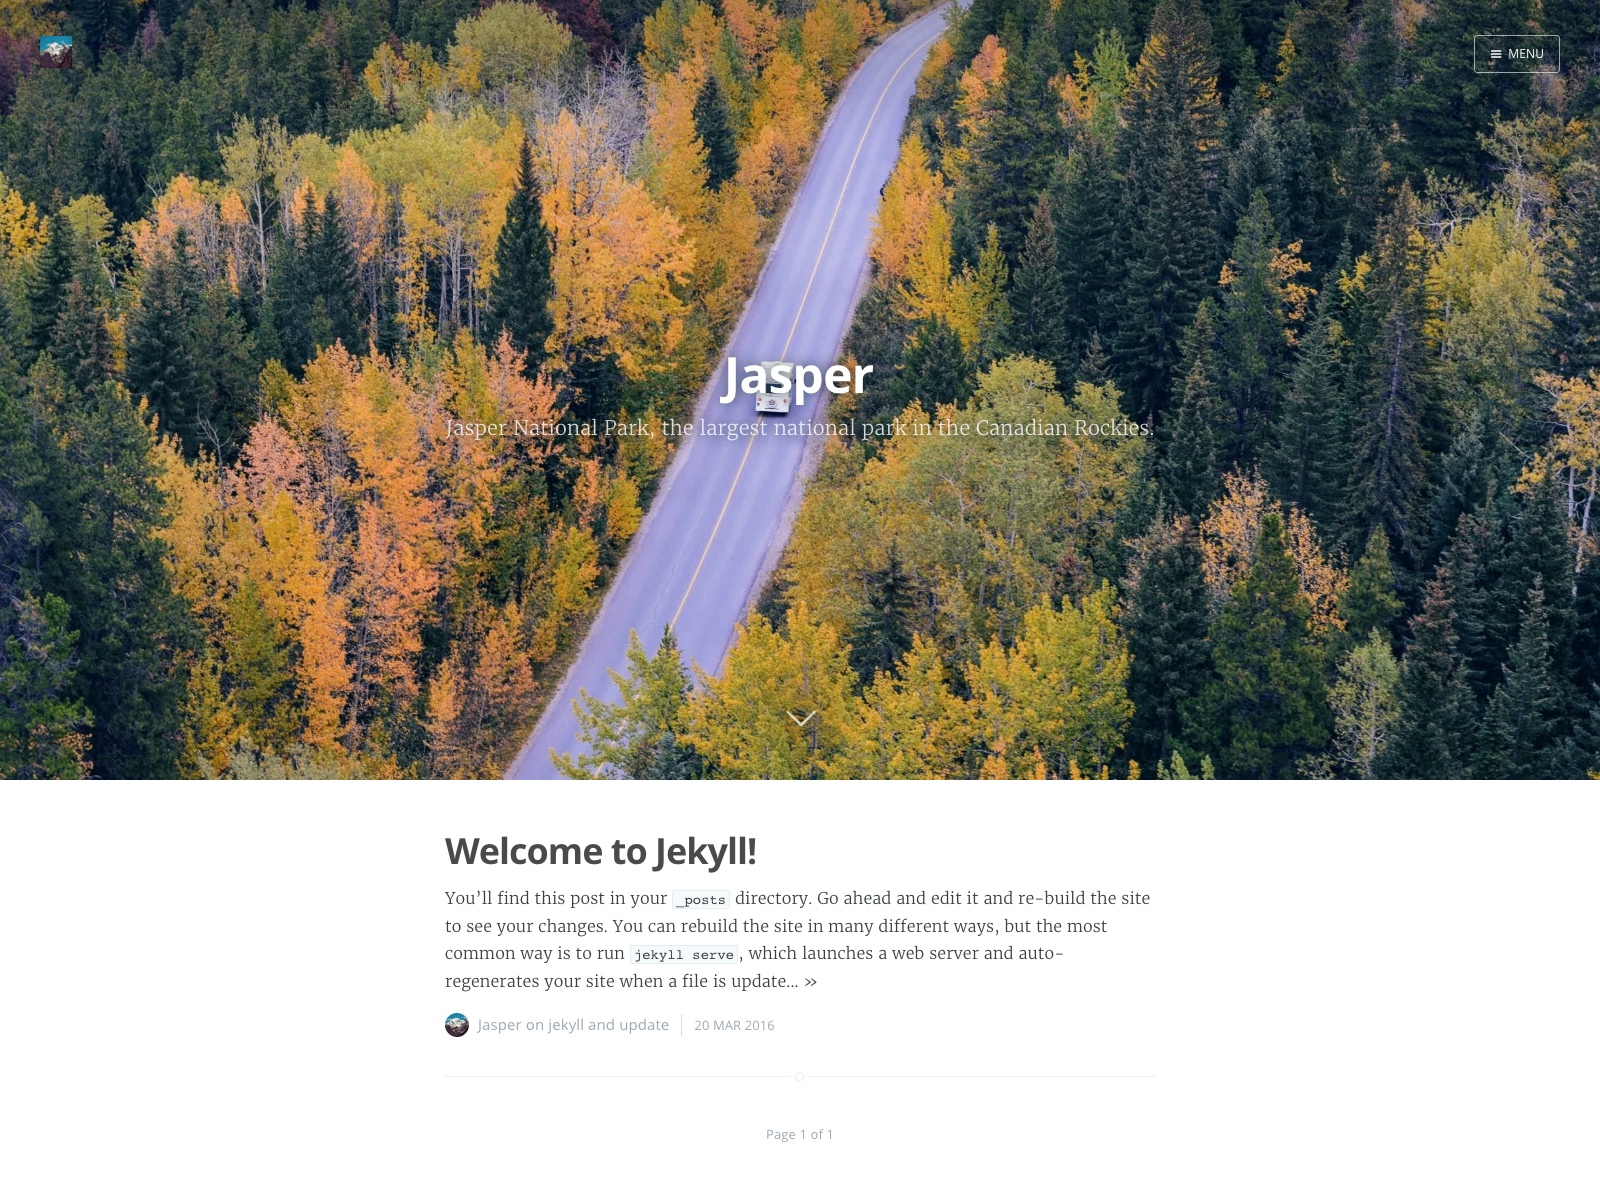 MENU
Jasper
Jasper National Park, the largest national park in the Canadian Rockies.
Welcome to Jekyll!
You’ll find this post in your _posts directory. Go ahead and edit it and re-build the site
to see your changes. You can rebuild the site in many different ways, but the most
common way is to run jekyll serve, which launches a web server and auto-
regenerates your site when a file is update... »
Jasper on jekyll and update 20 MAR 2016
Page 1 of 1